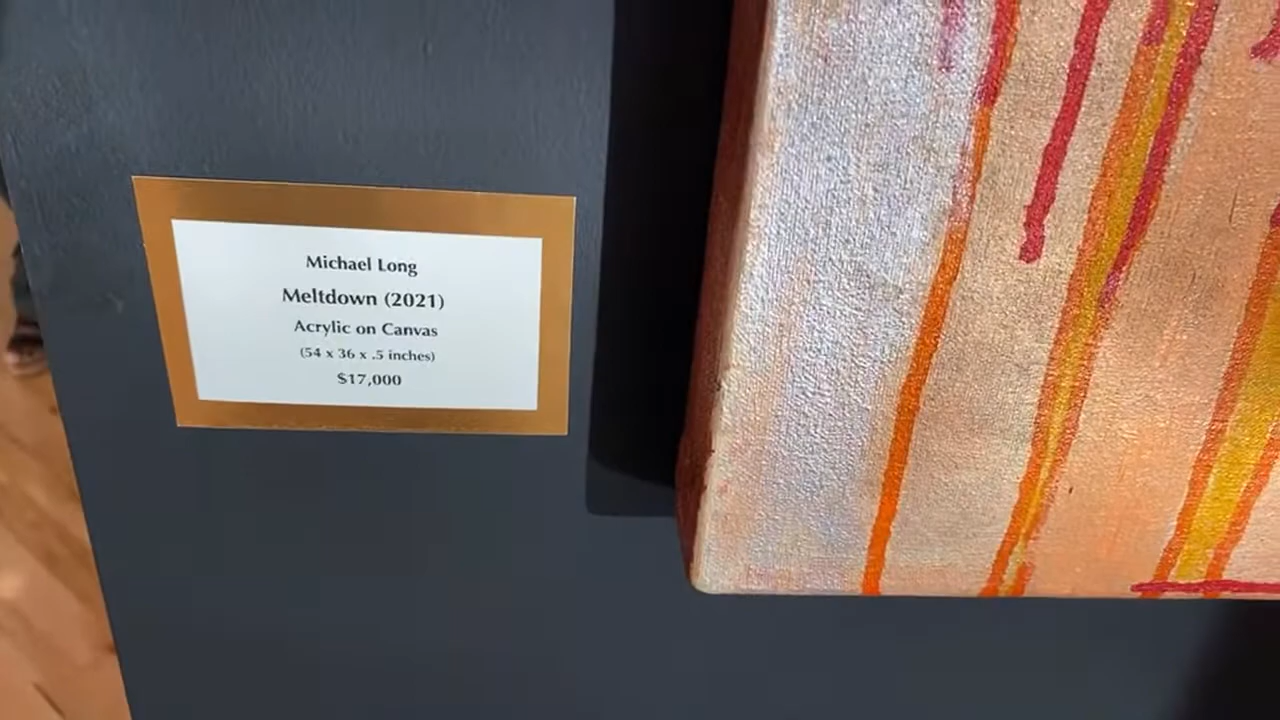 Michael Long
Meltdown (2021)
Acrylic on Canvas
(54 x 36 x .5 inches)
$17,000